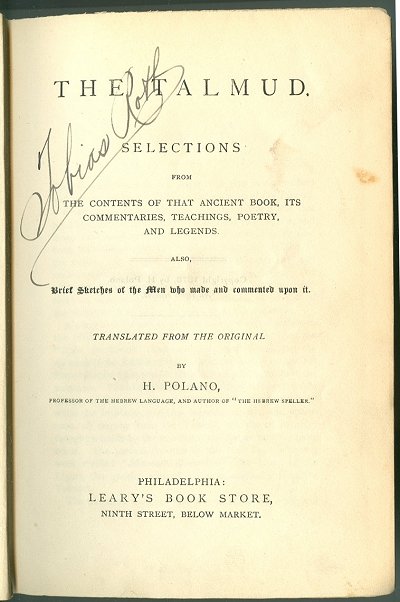 THE TALMUD.
Tobias Roth
SELECTIONS
FROM
THE CONTENTS OF THAT ANCIENT BOOK, ITS
COMMENTARIES, TEACHINGS, POETRY,
AND LEGENDS.
ALSO,
Brief Sketches of the Men who made and commented upon it.
TRANSLATED FROM THE ORIGINAL
BY
H. POLANO,
PROFESSOR OF THE HEBREW LANGUAGE, AND AUTHOR OF "THE HEBREW SPELLER."
PHILADELPHIA:
LEARY'S BOOK STORE,
NINTH STREET, BELOW MARKET.